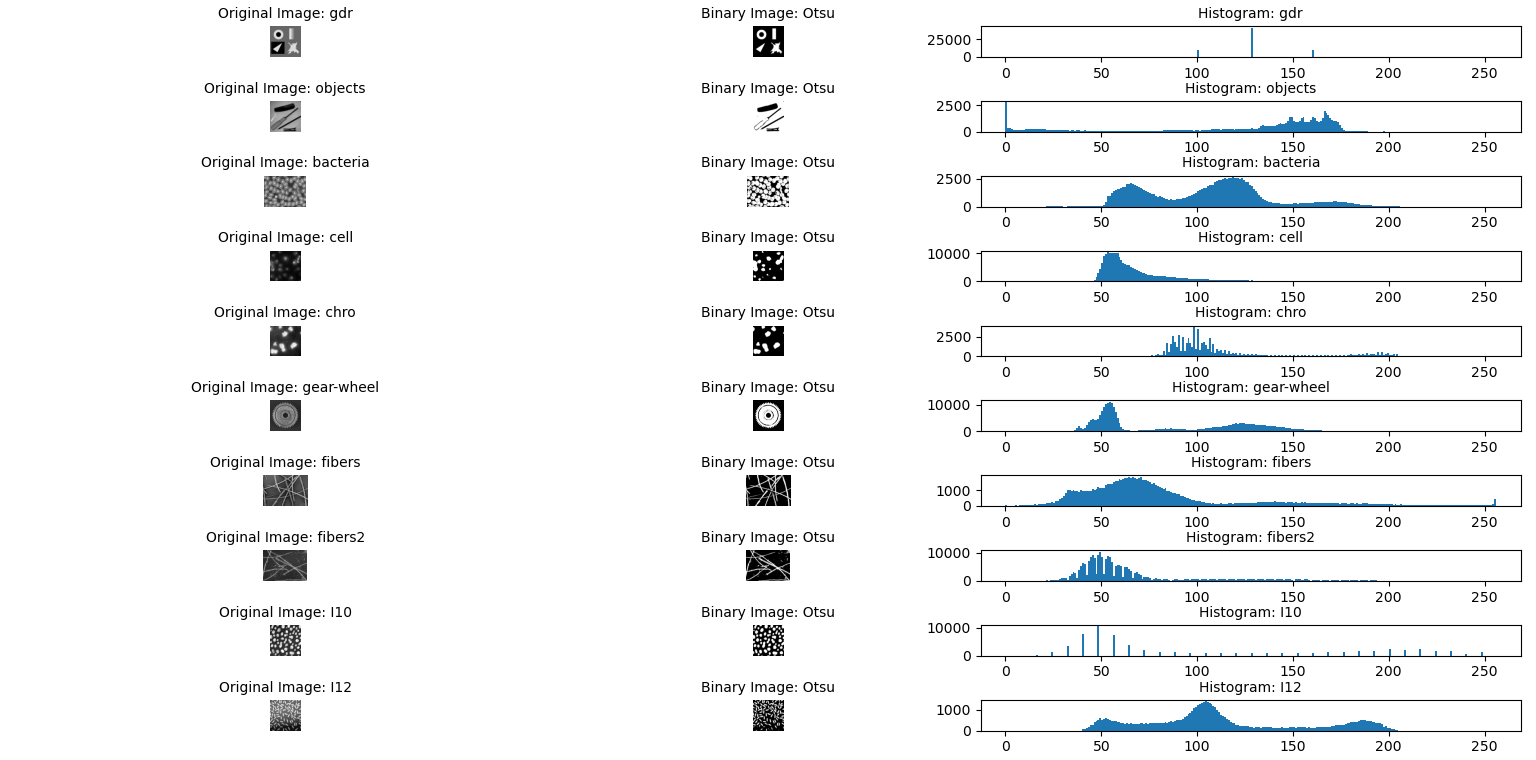 Original Image: gdr
Binary Image: Otsu
Histogram: gdr
25000
0
0 50 100 150 200 250
Original Image: objects
Binary Image: Otsu
Histogram: objects
2500
0
0 50 100 150 200 250
Original Image: bacteria
Binary Image: Otsu
Histogram: bacteria
2500
0
0 50 100 150 200 250
Original Image: cell
Binary Image: Otsu
Histogram: cell
10000
0
0 50 100 150 200 250
Original Image: chro
Binary Image: Otsu
Histogram: chro
2500
0
0 50 100 150 200 250
Original Image: gear-wheel
Binary Image: Otsu
Histogram: gear-wheel
10000
0
0 50 100 150 200 250
Original Image: fibers
Binary Image: Otsu
Histogram: fibers
1000
0
0 50 100 150 200 250
Original Image: fibers2
Binary Image: Otsu
Histogram: fibers2
10000
0
0 50 100 150 200 250
Original Image: I10
Binary Image: Otsu
Histogram: I10
10000
0
0 50 100 150 200 250
Original Image: I12
Binary Image: Otsu
Histogram: I12
1000
0
0 50 100 150 200 250